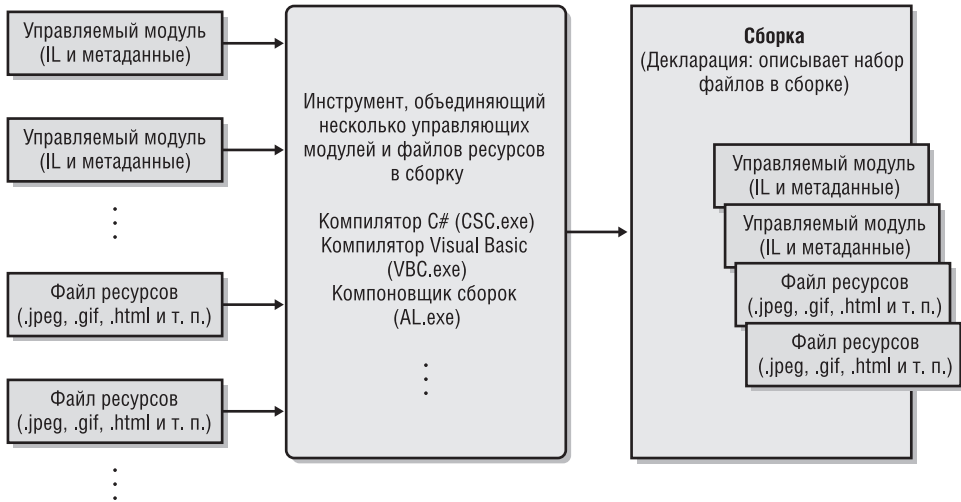 Управляемый модуль
(IL и метаданные)
Управляемый модуль
(IL и метаданные)
Файл ресурсов
(.jpeg, .gif, .html и т. п.)
Файл ресурсов
(.jpeg, .gif, .html и т. п.)
Инструмент, объединяющий
несколько управляющих
модулей и файлов ресурсов
в сборку
Компилятор C# (CSC.exe)
Компилятор Visual Basic
(VBC.exe)
Компоновщик сборок
(AL.exe)
Сборка
(Декларация: описывает набор
файлов в сборке)
Управляемый модуль
(IL и метаданные)
Управляемый модуль
(IL и метаданные)
Файл ресурсов
(.jpeg, .gif, .html и т. п.)
Файл ресурсов
(.jpeg, .gif, .html и т. п.)